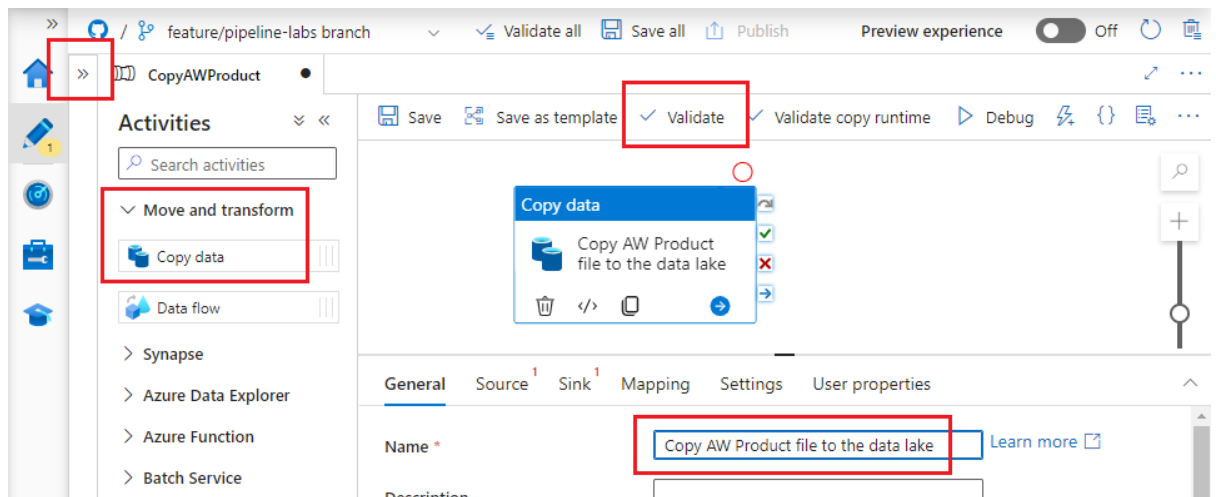 / feature/pipeline-labs branch Validate all Save all Publish Preview experience Off
CopyAWProduct
Activities
Search activities
Move and transform
Copy data
Data flow
Synapse
Azure Data Explorer
Azure Function
Batch Service
1
Save Save as template Validate Validate copy runtime Debug
Copy data
Copy AW Product
file to the data lake
General Source 1 Sink 1 Mapping Settings User properties
Name * Copy AW Product file to the data lake Learn more
Description